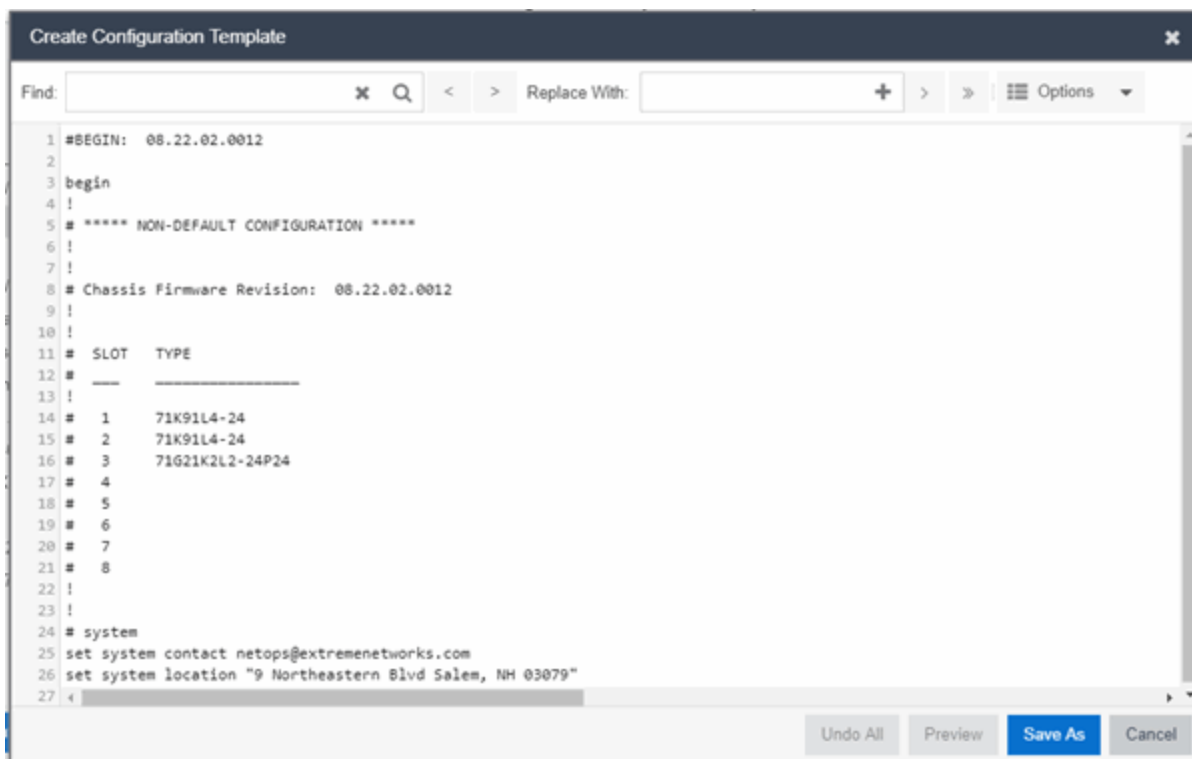 Create Configuration Template
Find: Replace With: Options
1 #BEGIN:  08.22.02.0012
2
3 begin
4 !
5 # ***** NON-DEFAULT CONFIGURATION *****
6 !
7 !
8 # Chassis Firmware Revision:  08.22.02.0012
9 !
10 !
11 #  SLOT   TYPE
12 #  ___    ________________
13 !
14 #   1     71K91L4-24
15 #   2     71K91L4-24
16 #   3     71G21K2L2-24P24
17 #   4
18 #   5
19 #   6
20 #   7
21 #   8
22 !
23 !
24 # system
25 set system contact netops@extremenetworks.com
26 set system location "9 Northeastern Blvd Salem, NH 03079"
27
Undo All Preview Save As Cancel